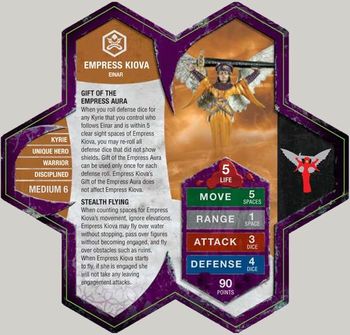 EMPRESS KIOVA
EINAR
GIFT OF THE
EMPRESS AURA
When you roll defense dice for
any Kyrie that you control who
follows Einar and is within 5
clear sight spaces of Empress
Kiova, you may re-roll all
defense dice that did not show
shields. Gift of the Empress Aura
can be used only once for each
defense roll. Empress Kiova's
Gift of the Empress Aura does
not affect Empress Kiova.
STEALTH FLYING
When counting spaces for Empress
Kiova's movement, ignore elevations.
Empress Kiova may fly over water
without stopping, pass over figures
without becoming engaged, and fly
over obstacles such as ruins.
When Empress Kiova starts
to fly, if she is engaged she
will not take any leaving
engagement attacks.
KYRIE
UNIQUE HERO
WARRIOR
DISCIPLINED
MEDIUM 6
5
LIFE
MOVE 5
SPACES
RANGE 1
SPACE
ATTACK 3
DICE
DEFENSE 4
DICE
90
POINTS